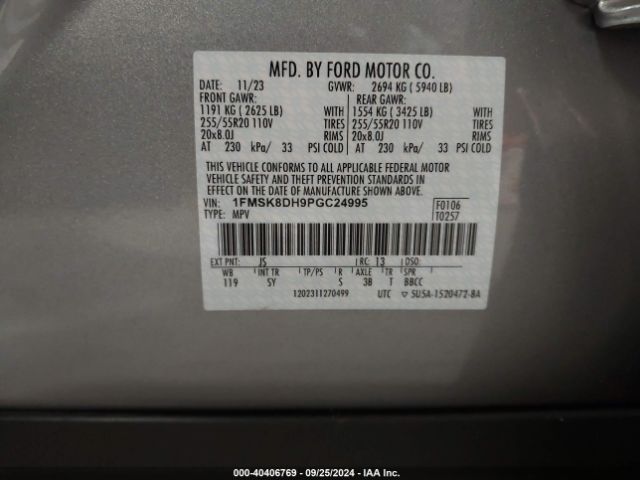 MFD. BY FORD MOTOR CO.
DATE: 11/23 GVWR: 2694 KG ( 5940 LB)
FRONT GAWR: REAR GAWR:
1191 KG ( 2625 LB) WITH 1554 KG ( 3425 LB) WITH
255/55R20 110V TIRES 255/55R20 110V TIRES
20x8.0J RIMS 20x8.0J RIMS
AT 230 kPa/ 33 PSI COLD AT 230 kPa/ 33 PSI COLD
THIS VEHICLE CONFORMS TO ALL APPLICABLE FEDERAL MOTOR
VEHICLE SAFETY AND THEFT PREVENTION STANDARDS IN
EFFECT ON THE DATE OF MANUFACTURE SHOWN ABOVE.
VIN: 1FMSK8DH9PGC24995 F0106
TYPE: MPV T0257
EXT PNT: JS RC: 13 DSO:
WB INT TR TP/PS R AXLE TR SPR
119 SY S 3B T BBCC
1202311270499 UTC ▽ SU5A-1520472-BA
000-40406769 - 09/25/2024 - IAA Inc.